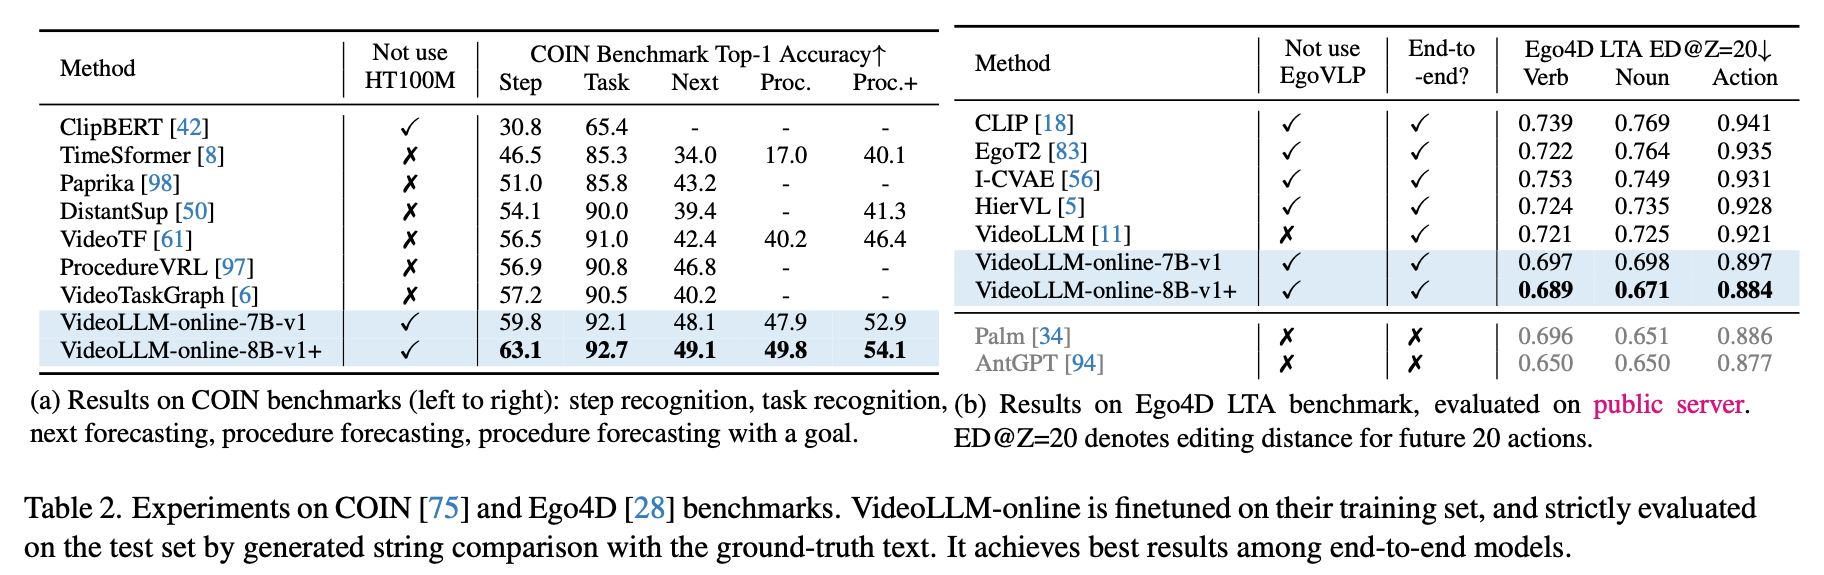 Method Not use HT100M COIN Benchmark Top-1 Accuracy↑
Step Task Next Proc. Proc.+
ClipBERT [42] ✓ 30.8 65.4 - - -
TimeSformer [8] ✗ 46.5 85.3 34.0 17.0 40.1
Paprika [98] ✗ 51.0 85.8 43.2 - -
DistantSup [50] ✗ 54.1 90.0 39.4 - 41.3
VideoTF [61] ✗ 56.5 91.0 42.4 40.2 46.4
ProcedureVRL [97] ✗ 56.9 90.8 46.8 - -
VideoTaskGraph [6] ✗ 57.2 90.5 40.2 - -
VideoLLM-online-7B-v1 ✓ 59.8 92.1 48.1 47.9 52.9
VideoLLM-online-8B-v1+ ✓ 63.1 92.7 49.1 49.8 54.1
(a) Results on COIN benchmarks (left to right): step recognition, task recognition,
next forecasting, procedure forecasting, procedure forecasting with a goal.
Method Not use EgoVLP End-to -end? Ego4D LTA ED@Z=20↓
Verb Noun Action
CLIP [18] ✓ ✓ 0.739 0.769 0.941
EgoT2 [83] ✓ ✓ 0.722 0.764 0.935
I-CVAE [56] ✓ ✓ 0.753 0.749 0.931
HierVL [5] ✓ ✓ 0.724 0.735 0.928
VideoLLM [11] ✗ ✓ 0.721 0.725 0.921
VideoLLM-online-7B-v1 ✓ ✓ 0.697 0.698 0.897
VideoLLM-online-8B-v1+ ✓ ✓ 0.689 0.671 0.884
Palm [34] ✗ ✗ 0.696 0.651 0.886
AntGPT [94] ✗ ✗ 0.650 0.650 0.877
(b) Results on Ego4D LTA benchmark, evaluated on public server.
ED@Z=20 denotes editing distance for future 20 actions.
Table 2. Experiments on COIN [75] and Ego4D [28] benchmarks. VideoLLM-online is finetuned on their training set, and strictly evaluated
on the test set by generated string comparison with the ground-truth text. It achieves best results among end-to-end models.